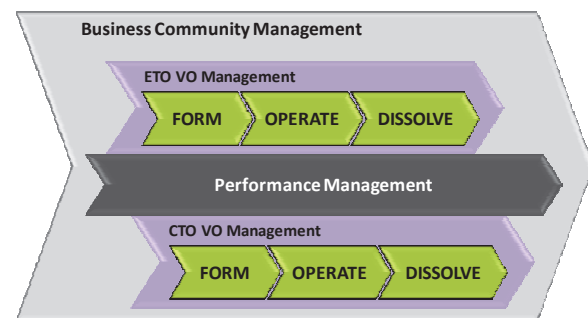 Business Community Management
ETO VO Management
FORM OPERATE DISSOLVE
Performance Management
CTO VO Management
FORM OPERATE DISSOLVE